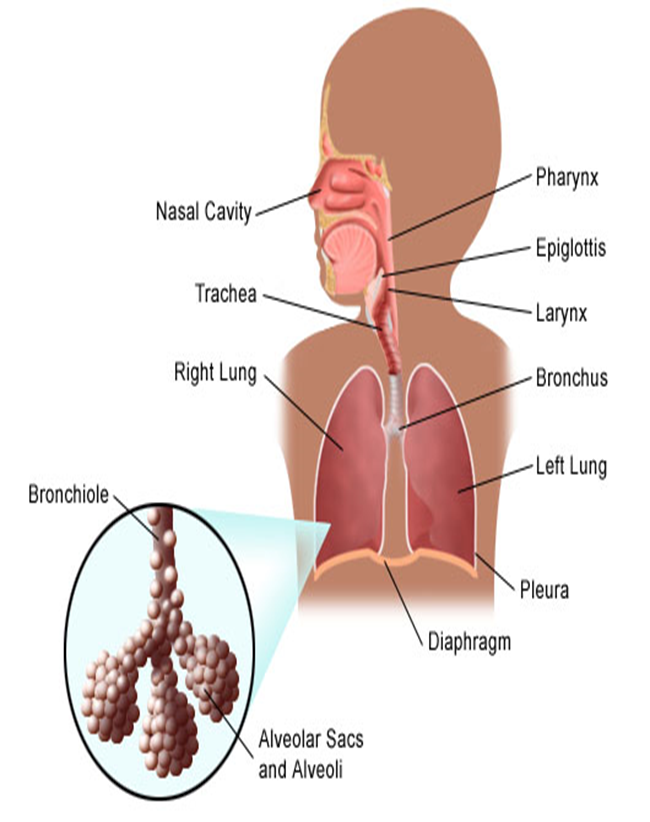 Pharynx
Nasal Cavity
Epiglottis
Trachea
Larynx
Right Lung
Bronchus
Left Lung
Bronchiole
Pleura
Diaphragm
Alveolar Sacs
and Alveoli